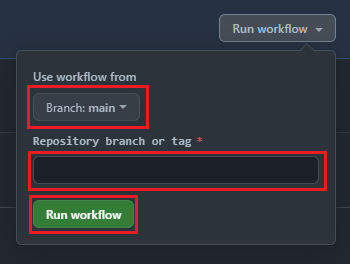 Run workflow
Use workflow from
Branch: main
Repository branch or tag *
Run workflow